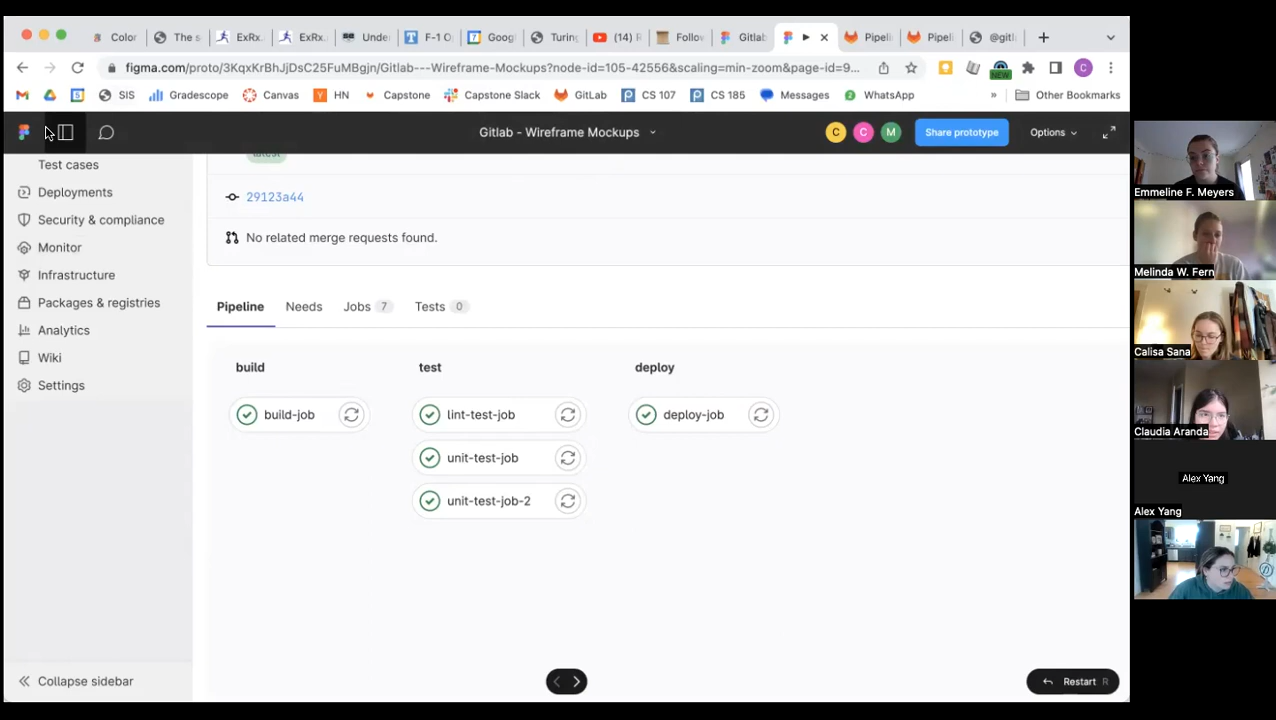 Color
The s
ExRx.
ExRx.
Unde
F-1 O
Goog
Turing
(14) R
Follow
Gitlab
Pipeli
Pipeli
@gitl
figma.com/proto/3KqxKrBhJjDsC25FuMBgjn/Gitlab---Wireframe-Mockups?node-id=105-42556&scaling=min-zoom&page-id=9...
NEW
C
SIS
Gradescope
Canvas
HN
Capstone
Capstone Slack
GitLab
CS 107
CS 185
Messages
WhatsApp
»
Other Bookmarks
Gitlab - Wireframe Mockups
C
C
M
Share prototype
Options
Test cases
Deployments
Security & compliance
Monitor
Infrastructure
Packages & registries
Analytics
Wiki
Settings
Collapse sidebar
latest
29123a44
No related merge requests found.
Pipeline
Needs
Jobs 7
Tests 0
build
test
deploy
build-job
lint-test-job
deploy-job
unit-test-job
unit-test-job-2
Restart R
Emmeline F. Meyers
Melinda W. Fern
Calisa Sana
Claudia Aranda
Alex Yang
Alex Yang